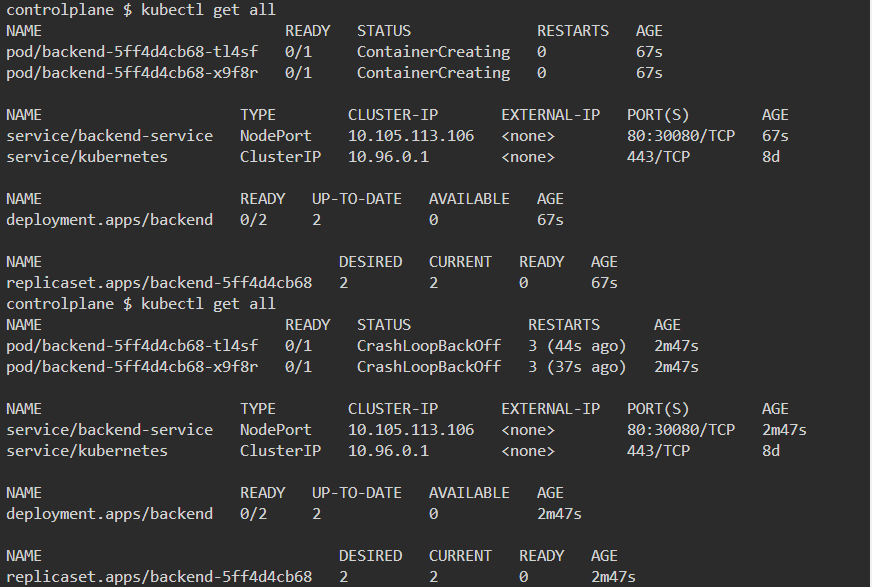 controlplane $ kubectl get all
NAME READY STATUS RESTARTS AGE
pod/backend-5ff4d4cb68-tl4sf 0/1 ContainerCreating 0 67s
pod/backend-5ff4d4cb68-x9f8r 0/1 ContainerCreating 0 67s
NAME TYPE CLUSTER-IP EXTERNAL-IP PORT(S) AGE
service/backend-service NodePort 10.105.113.106 <none> 80:30080/TCP 67s
service/kubernetes ClusterIP 10.96.0.1 <none> 443/TCP 8d
NAME READY UP-TO-DATE AVAILABLE AGE
deployment.apps/backend 0/2 2 0 67s
NAME DESIRED CURRENT READY AGE
replicaset.apps/backend-5ff4d4cb68 2 2 0 67s
controlplane $ kubectl get all
NAME READY STATUS RESTARTS AGE
pod/backend-5ff4d4cb68-tl4sf 0/1 CrashLoopBackOff 3 (44s ago) 2m47s
pod/backend-5ff4d4cb68-x9f8r 0/1 CrashLoopBackOff 3 (37s ago) 2m47s
NAME TYPE CLUSTER-IP EXTERNAL-IP PORT(S) AGE
service/backend-service NodePort 10.105.113.106 <none> 80:30080/TCP 2m47s
service/kubernetes ClusterIP 10.96.0.1 <none> 443/TCP 8d
NAME READY UP-TO-DATE AVAILABLE AGE
deployment.apps/backend 0/2 2 0 2m47s
NAME DESIRED CURRENT READY AGE
replicaset.apps/backend-5ff4d4cb68 2 2 0 2m47s